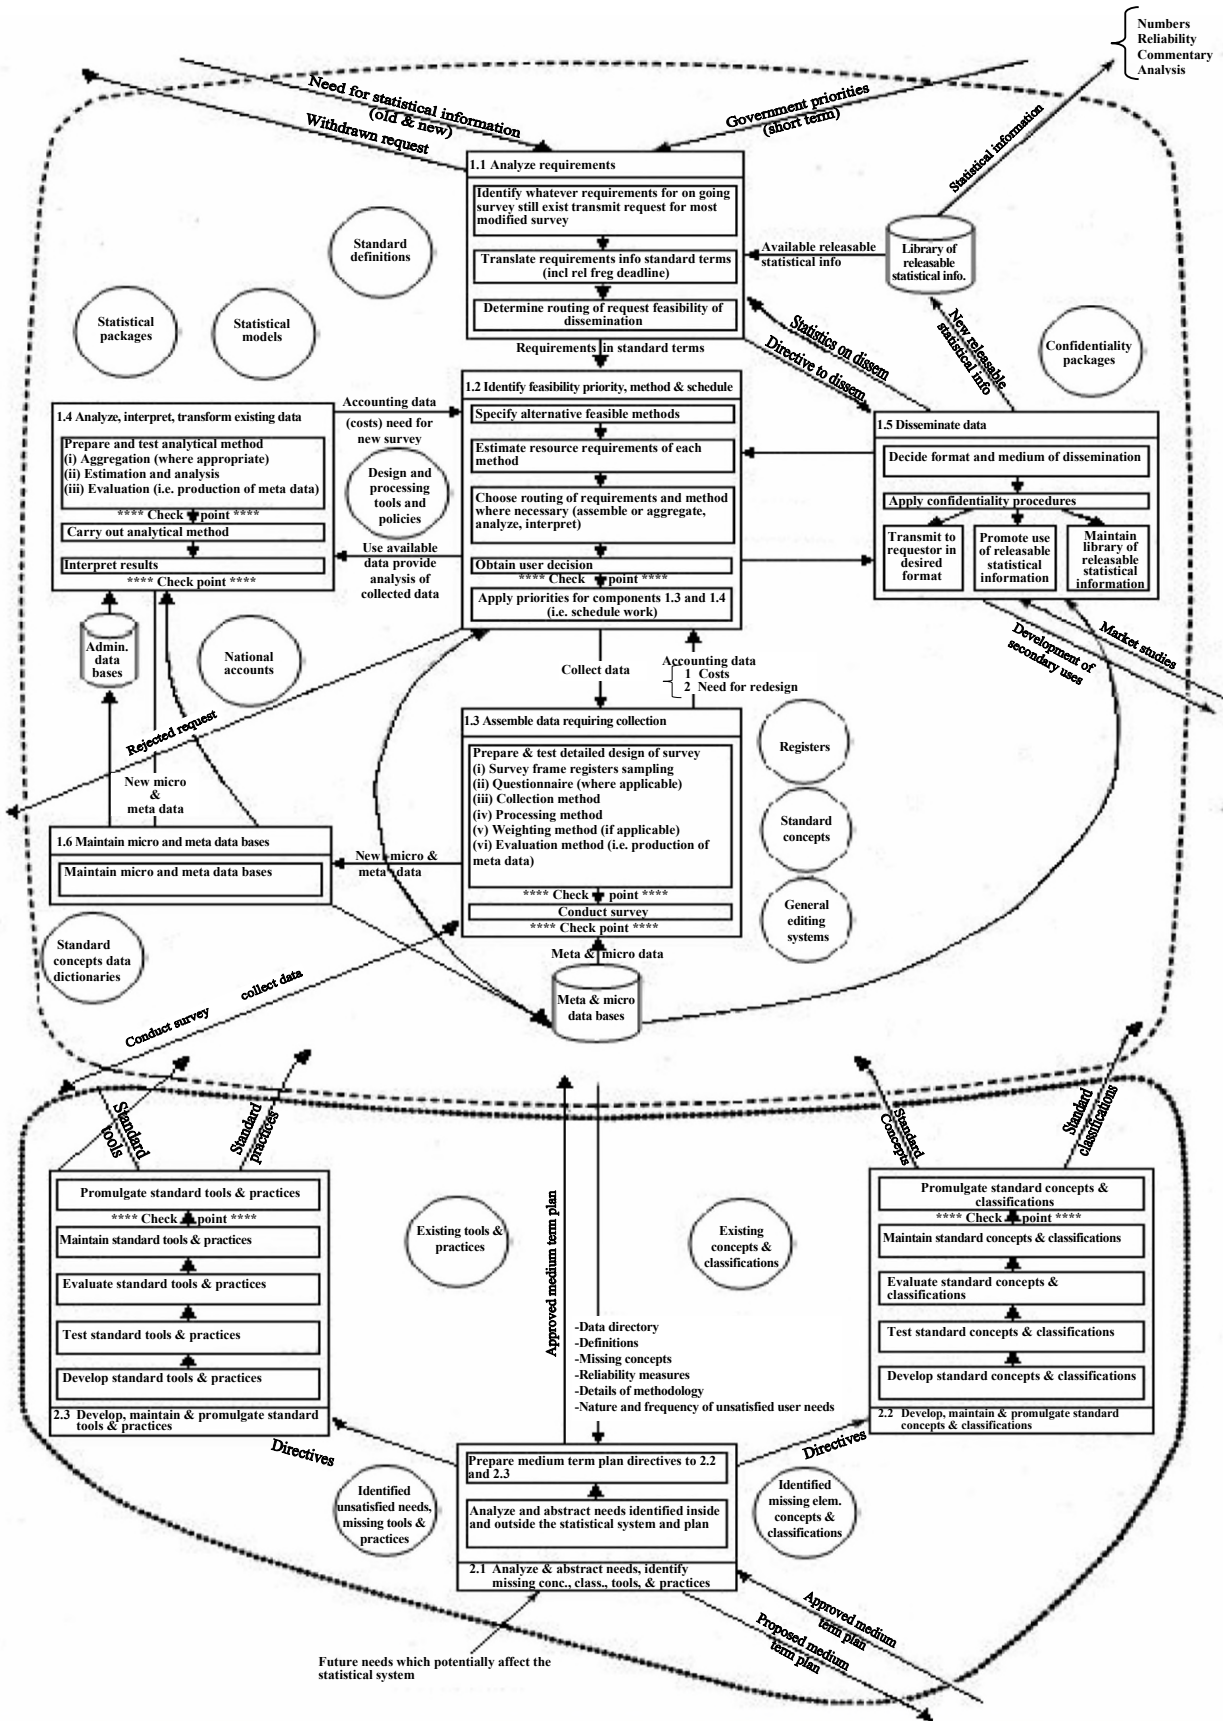 Numbers
Reliability
Commentary
Analysis
Need for statistical information
(old & new)
Withdrawn request
Government priorities
(short term)
Statistical information
1.1 Analyze requirements
Identify whatever requirements for on going
survey still exist transmit request for most
modified survey
Translate requirements info standard terms
(incl rel freg deadline)
Determine routing of request feasibility of
dissemination
Standard
definitions
Available releasable
statistical info
Library of
releasable
statistical info.
Statistical
packages
Statistical
models
Requirements in standard terms
Statistics on dissem
Directive to dissem.
New releasable
statistical info
Confidentiality
packages
1.2 Identify feasibility priority, method & schedule
Specify alternative feasible methods
Estimate resource requirements of each
method
Choose routing of requirements and method
where necessary (assemble or aggregate,
analyze, interpret)
Obtain user decision
**** Check point ****
Apply priorities for components 1.3 and 1.4
(i.e. schedule work)
1.4 Analyze, interpret, transform existing data
Prepare and test analytical method
(i) Aggregation (where appropriate)
(ii) Estimation and analysis
(iii) Evaluation (i.e. production of meta data)
**** Check point ****
Carry out analytical method
Interpret results
**** Check point ****
Accounting data
(costs) need for
new survey
Design and
processing
tools and
policies
Use available
data provide
analysis of
collected data
1.5 Disseminate data
Decide format and medium of dissemination
Apply confidentiality procedures
Transmit to
requestor in
desired
format
Promote use
of releasable
statistical
information
Maintain
library of
releasable
statistical
information
Admin.
data
bases
National
accounts
Collect data
Accounting data
1 Costs
2 Need for redesign
Development of
secondary uses
Market studies
Rejected request
New micro
&
meta data
1.3 Assemble data requiring collection
Prepare & test detailed design of survey
(i) Survey frame registers sampling
(ii) Questionnaire (where applicable)
(iii) Collection method
(iv) Processing method
(v) Weighting method (if applicable)
(vi) Evaluation method (i.e. production of
meta data)
**** Check point ****
Conduct survey
**** Check point ****
Registers
Standard
concepts
General
editing
systems
1.6 Maintain micro and meta data bases
Maintain micro and meta data bases
New micro &
meta data
Standard
concepts data
dictionaries
Conduct survey collect data
Meta & micro data
Meta & micro
data bases
Standard
tools
Standard
practices
Standard
Concepts
Standard
classifications
Promulgate standard tools & practices
**** Check point ****
Maintain standard tools & practices
Evaluate standard tools & practices
Test standard tools & practices
Develop standard tools & practices
2.3 Develop, maintain & promulgate standard
tools & practices
Existing tools &
practices
Approved medium term plan
Existing
concepts &
classifications
-Data directory
-Definitions
-Missing concepts
-Reliability measures
-Details of methodology
-Nature and frequency of unsatisfied user needs
Promulgate standard concepts &
classifications
**** Check point ****
Maintain standard concepts & classifications
Evaluate standard concepts &
classifications
Test standard concepts & classifications
Develop standard concepts & classifications
2.2 Develop, maintain & promulgate standard
concepts & classifications
Directives
Directives
Identified
unsatisfied needs,
missing tools &
practices
Prepare medium term plan directives to 2.2
and 2.3
Analyze and abstract needs identified inside
and outside the statistical system and plan
2.1 Analyze & abstract needs, identify
missing conc., class., tools, & practices
Identified
missing elem.
concepts &
classifications
Approved medium
term plan
Proposed medium
term plan
Future needs which potentially affect the
statistical system